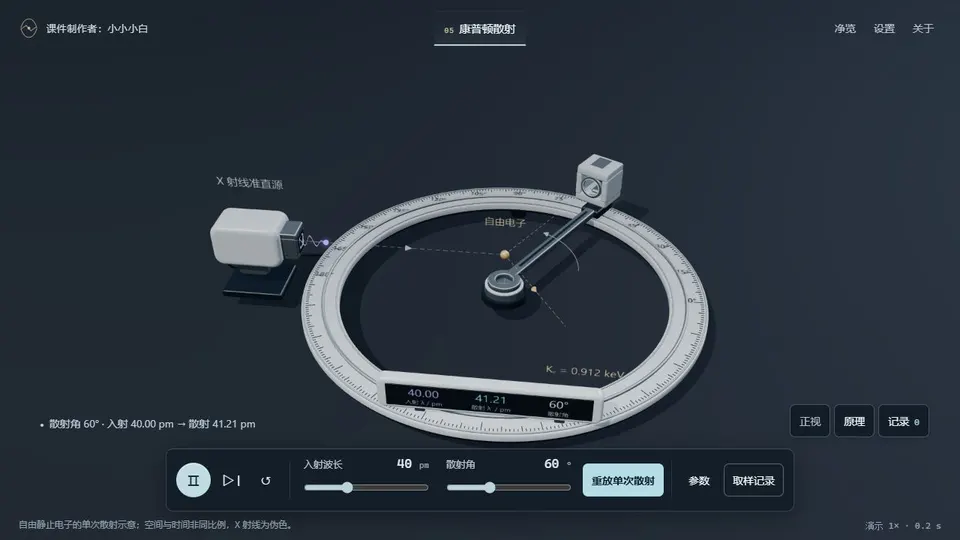 课件制作者：小小小白
05 康普顿散射
净览 设置 关于
X 射线准直源
自由电子
0°
Kₑ = 0.912 keV
40.00 41.21 60°
入射 λ / pm 散射 λ / pm 散射角
• 散射角 60° · 入射 40.00 pm → 散射 41.21 pm
正视 原理 记录 0
入射波长 40 pm 散射角 60 °
重放单次散射 参数 取样记录
自由静止电子的单次散射示意；空间与时间非同比例，X 射线为伪色。
演示 1× · 0.2 s